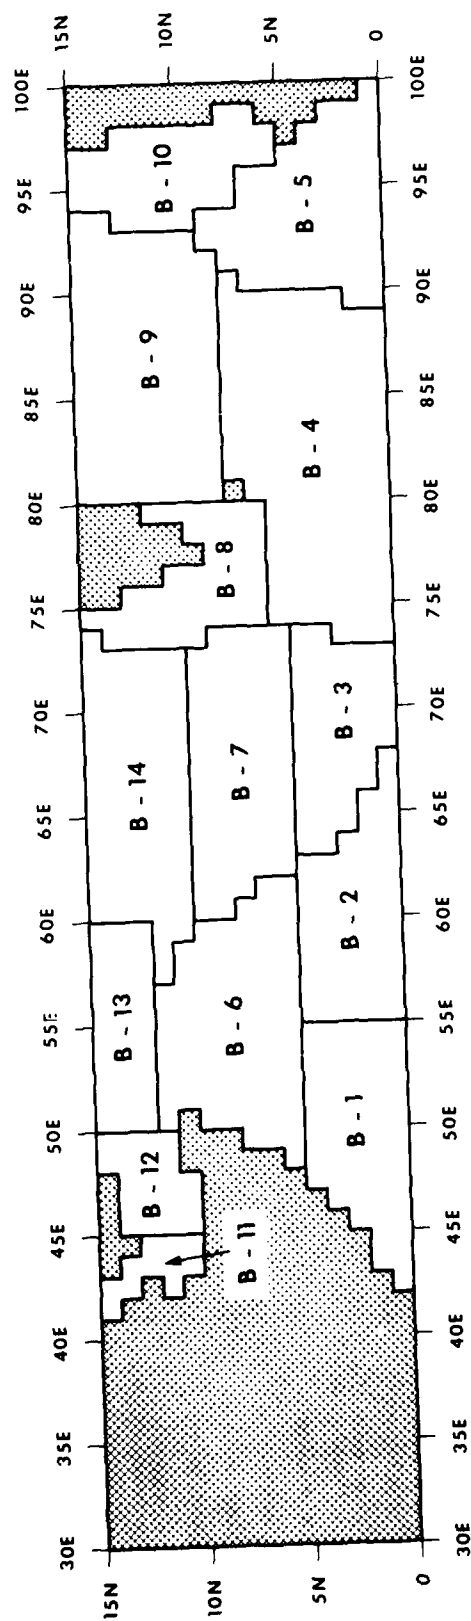 30E 35E 40E 45E 50E 55E 60E 65E 70E 75E 80E 85E 90E 95E 100E
15N 15N
10N 10N
5N 5N
0 0
B - 13
B - 14
B - 9
B - 10
B - 12
B - 11
B - 6
B - 7
B - 8
B - 1
B - 2
B - 3
B - 4
B - 5
30E 35E 40E 45E 50E 55E 60E 65E 70E 75E 80E 85E 90E 95E 100E